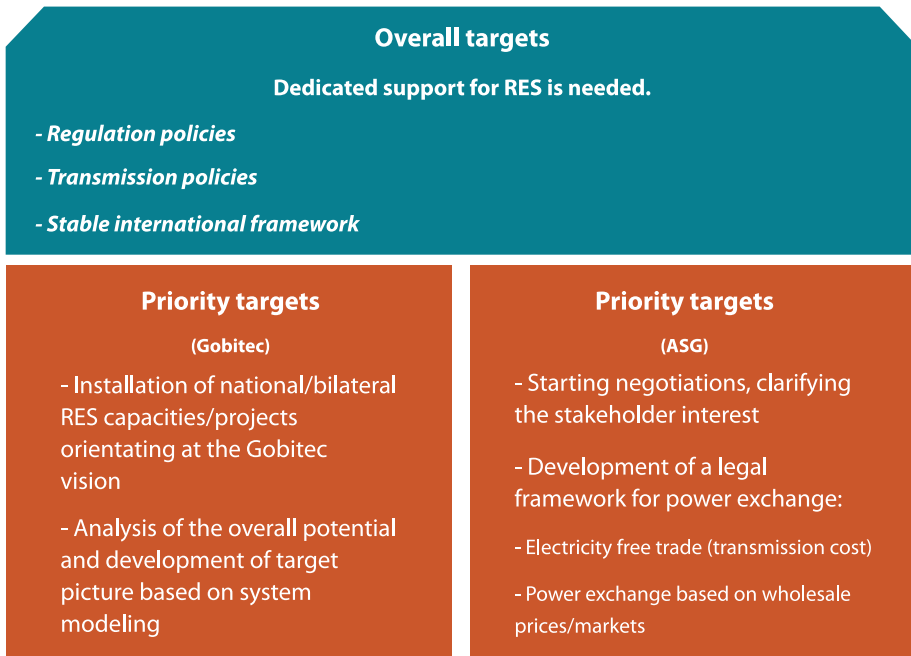 Overall targets
Dedicated support for RES is needed.
- Regulation policies
- Transmission policies
- Stable international framework
Priority targets
(Gobitec)
- Installation of national/bilateral
RES capacities/projects
orientating at the Gobitec
vision
- Analysis of the overall potential
and development of target
picture based on system
modeling
Priority targets
(ASG)
- Starting negotiations, clarifying
the stakeholder interest
- Development of a legal
framework for power exchange:
- Electricity free trade (transmission cost)
- Power exchange based on wholesale
prices/markets